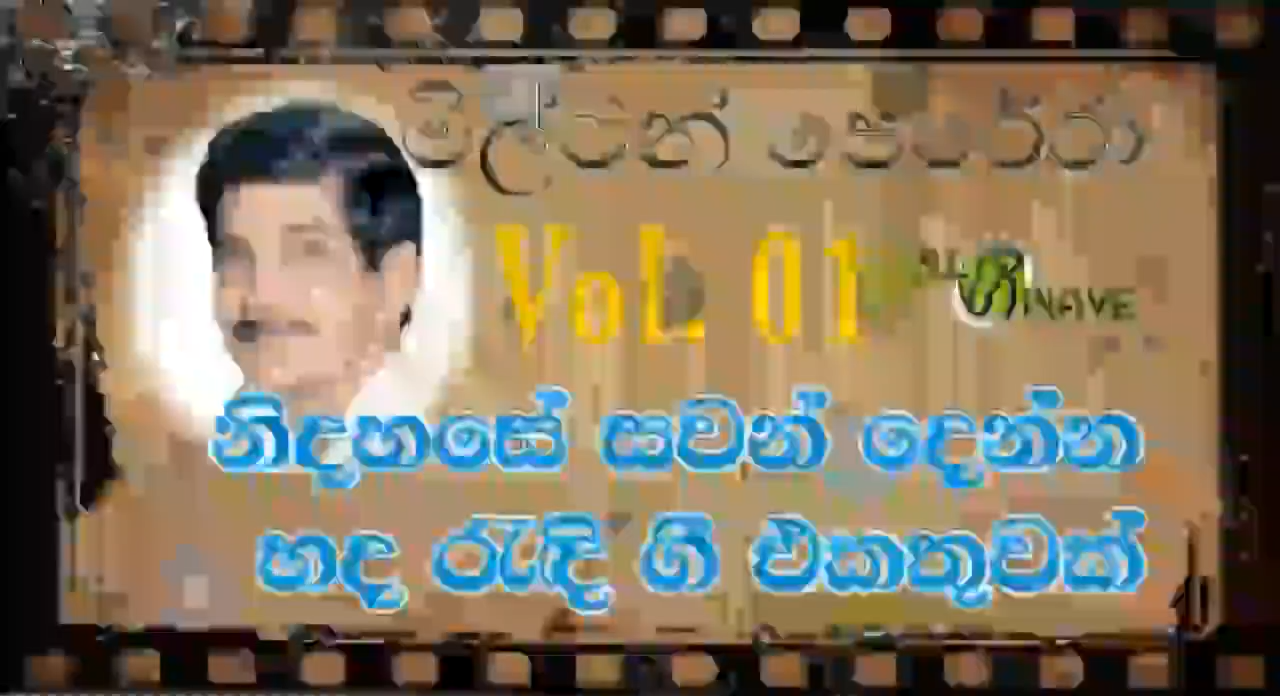 මිල්ටන් පෙරේරා
VoL 01
නිදහසේ සවන් දෙන්න
හද රැඳි ගී එකතුවක්